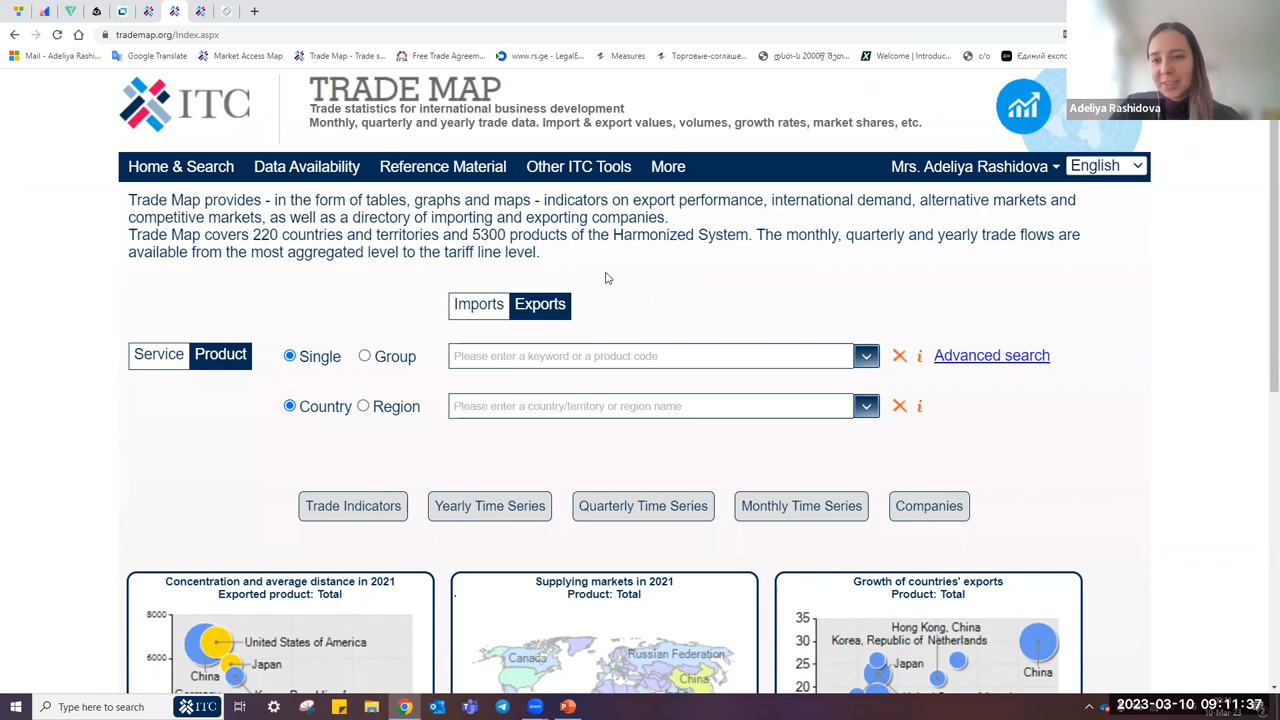 trademap.org/Index.aspx
Mail - Adeliya Rashi...
Google Translate
Market Access Map
Trade Map - Trade s...
Free Trade Agreem...
www.rs.ge - LegalE...
Measures
Торговые-соглаше...
c/o
Єдиний експо
Welcome | Introduc...
Adeliya Rashidova
ITC
TRADE MAP
Trade statistics for international business development
Monthly, quarterly and yearly trade data. Import & export values, volumes, growth rates, market shares, etc.
Home & Search Data Availability Reference Material Other ITC Tools More Mrs. Adeliya Rashidova English
Trade Map provides - in the form of tables, graphs and maps - indicators on export performance, international demand, alternative markets and
competitive markets, as well as a directory of importing and exporting companies.
Trade Map covers 220 countries and territories and 5300 products of the Harmonized System. The monthly, quarterly and yearly trade flows are
available from the most aggregated level to the tariff line level.
Imports Exports
Service Product Single Group Please enter a keyword or a product code i Advanced search
Country Region Please enter a country/territory or region name i
Trade Indicators Yearly Time Series Quarterly Time Series Monthly Time Series Companies
Concentration and average distance in 2021
Exported product: Total
8000
United States of America
6000
Japan
China
Supplying markets in 2021
Product: Total
Canada
Russian Federation
China
Growth of countries' exports
Product: Total
35
30
25
20
Hong Kong, China
Korea, Republic of Netherlands
Japan
China
Type here to search
ITC
2023-03-10 09:11:37